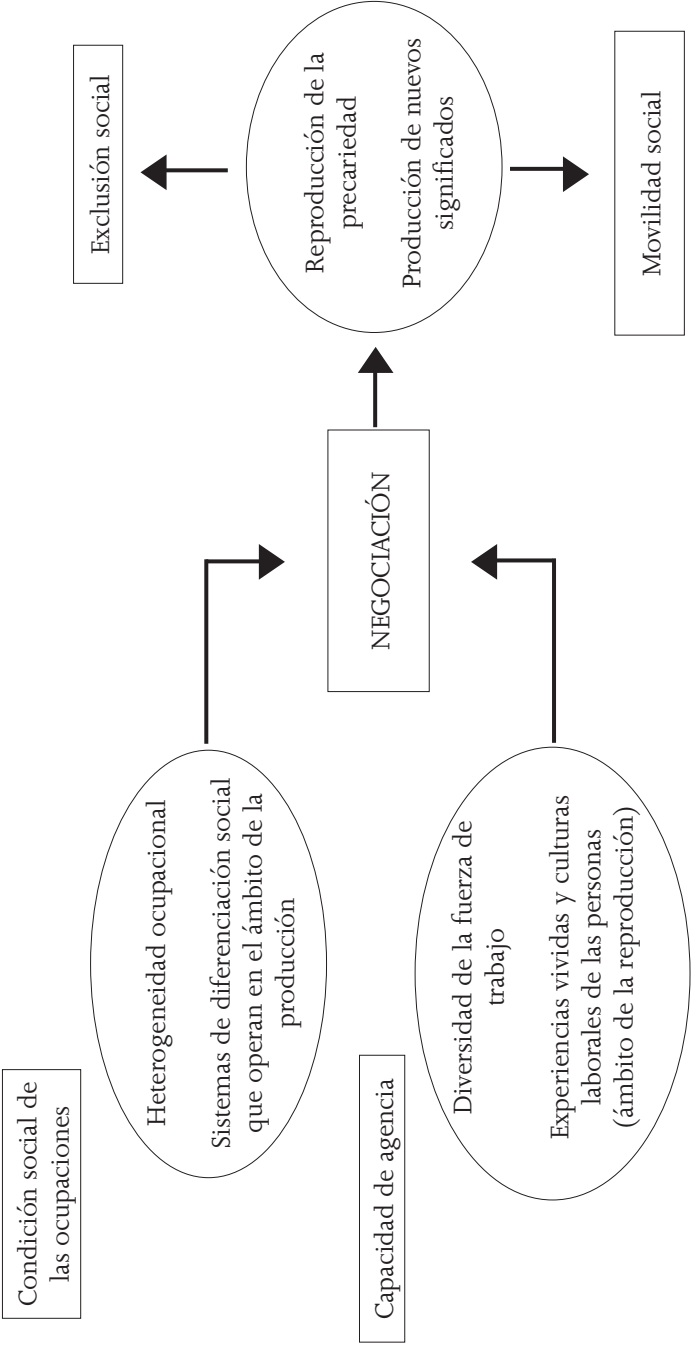 Condición social de
las ocupaciones
Heterogeneidad ocupacional
Sistemas de diferenciación social
que operan en el ámbito de la
producción
Capacidad de agencia
Diversidad de la fuerza de
trabajo
Experiencias vividas y culturas
laborales de las personas
(ámbito de la reproducción)
NEGOCIACIÓN
Exclusión social
Reproducción de la
precariedad
Producción de nuevos
significados
Movilidad social